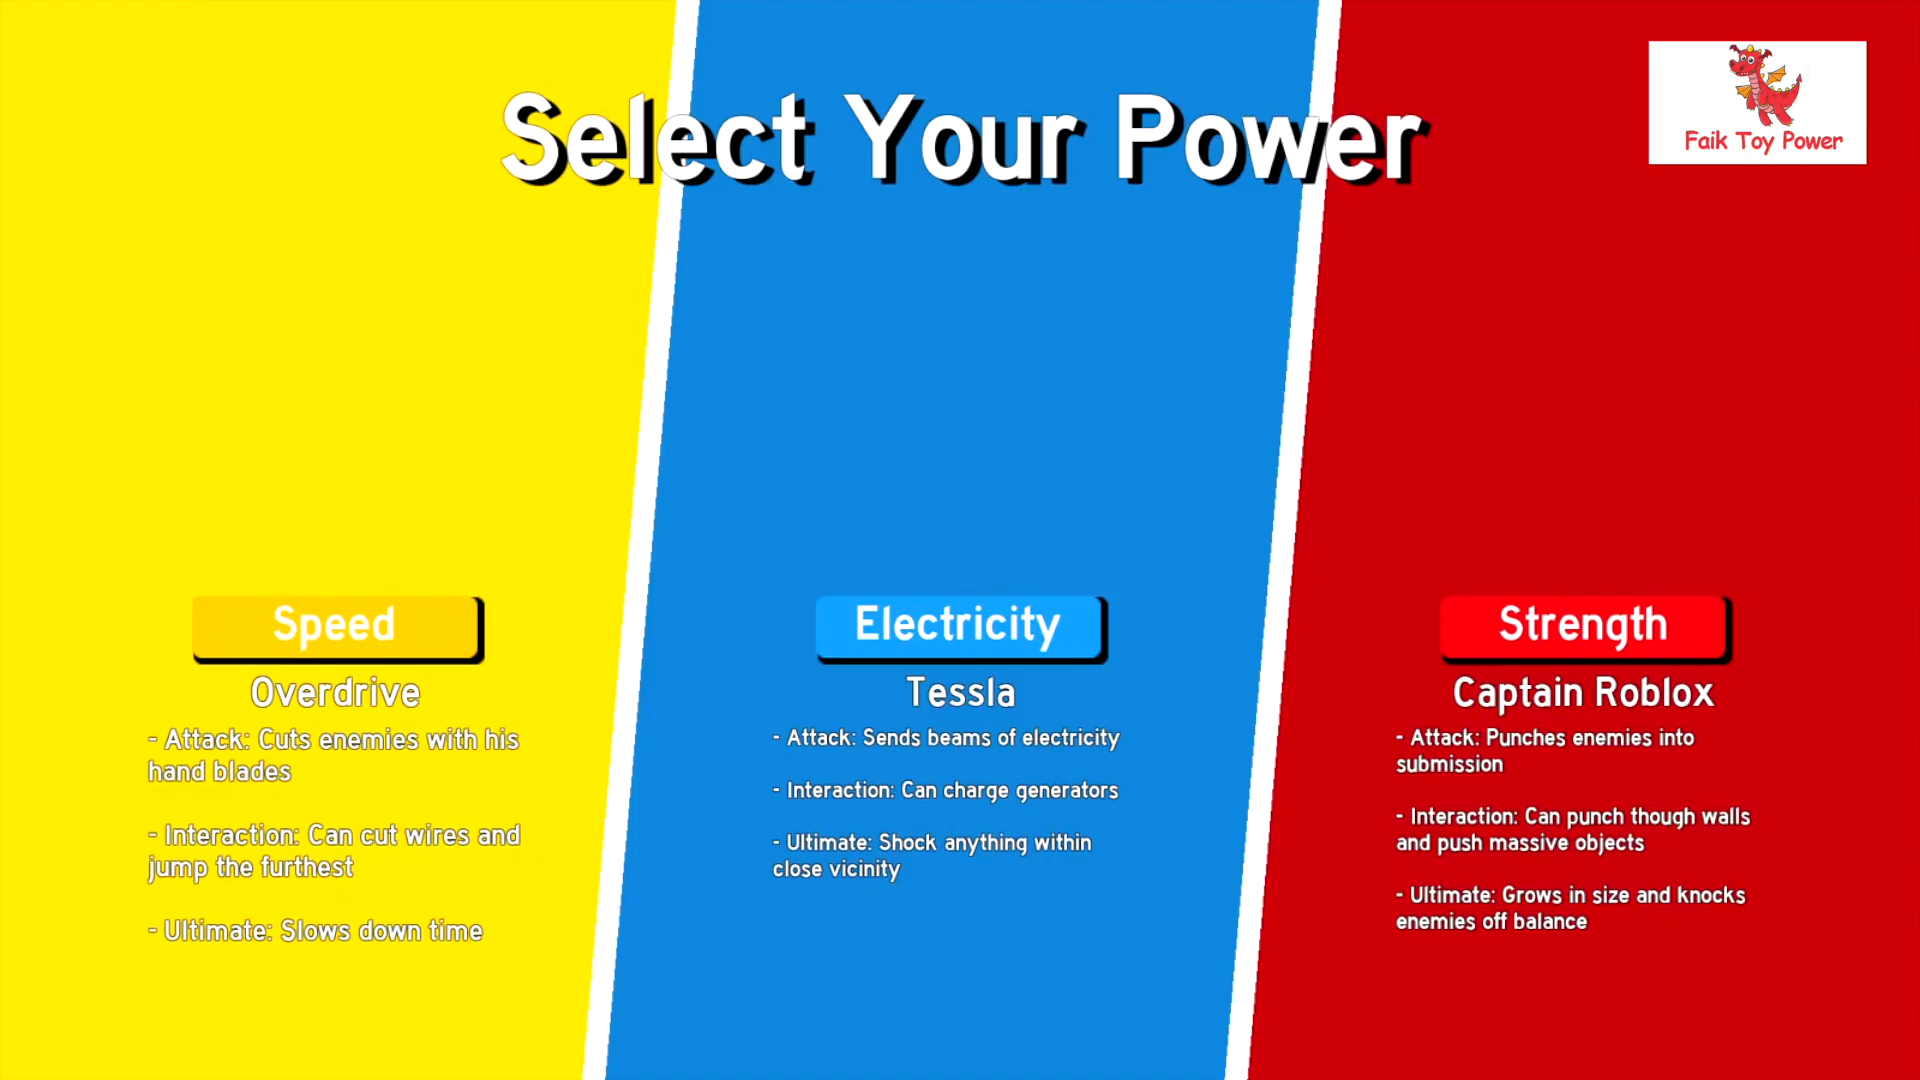 Select Your Power
Faik Toy Power
Speed
Overdrive
- Attack: Cuts enemies with his
hand blades
- Interaction: Can cut wires and
jump the furthest
- Ultimate: Slows down time
Electricity
Tessla
- Attack: Sends beams of electricity
- Interaction: Can charge generators
- Ultimate: Shock anything within
close vicinity
Strength
Captain Roblox
- Attack: Punches enemies into
submission
- Interaction: Can punch though walls
and push massive objects
- Ultimate: Grows in size and knocks
enemies off balance